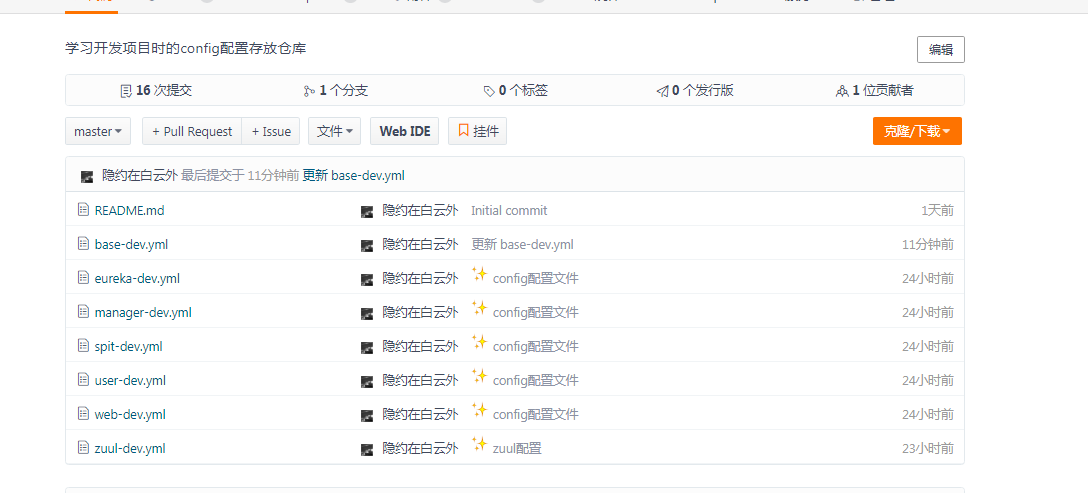 学习开发项目时的config配置存放仓库
编辑
16 次提交 1 个分支 0 个标签 0 个发行版 1 位贡献者
master + Pull Request + Issue 文件 Web IDE 挂件 克隆/下载
隐约在白云外 最后提交于 11分钟前 更新 base-dev.yml
README.md 隐约在白云外 Initial commit 1天前
base-dev.yml 隐约在白云外 更新 base-dev.yml 11分钟前
eureka-dev.yml 隐约在白云外 config配置文件 24小时前
manager-dev.yml 隐约在白云外 config配置文件 24小时前
spit-dev.yml 隐约在白云外 config配置文件 24小时前
user-dev.yml 隐约在白云外 config配置文件 24小时前
web-dev.yml 隐约在白云外 config配置文件 24小时前
zuul-dev.yml 隐约在白云外 zuul配置 23小时前